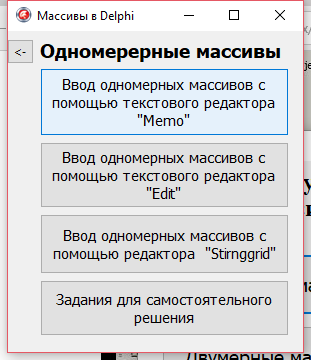 Массивы в Delphi
<-
Одномерерные массивы
Ввод одномерных массивов с
помощью текстового редактора
"Memo"
Ввод одномерных массивов с
помощью текстового редактора
"Edit"
Ввод одномерных массивов с
помощью редактора "Stirnggrid"
Задания для самостоятельного
решения
Двумерные ма